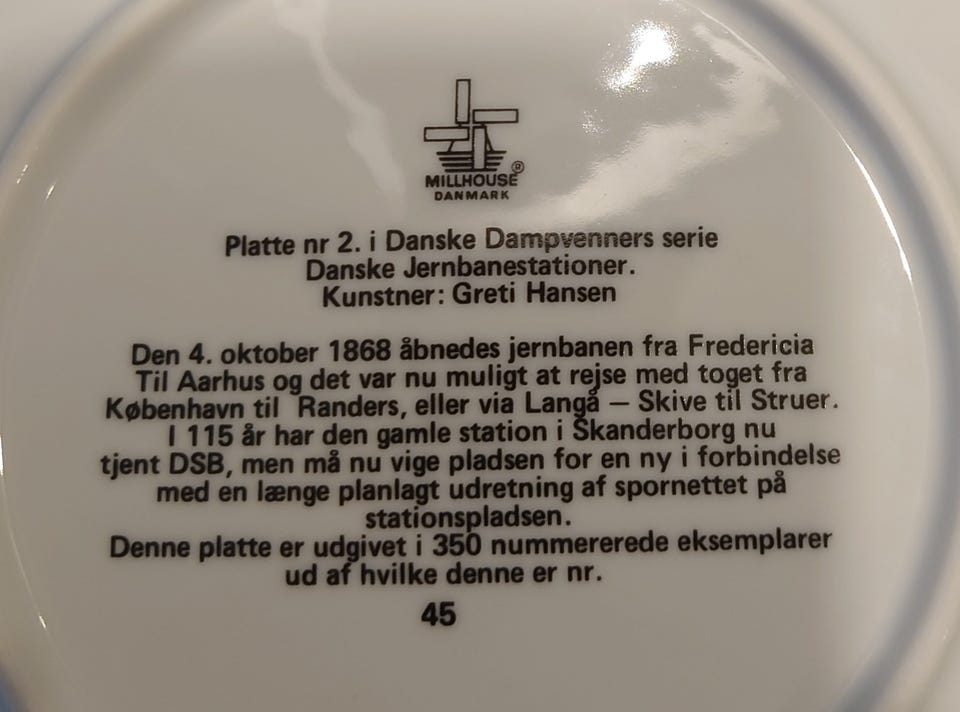 MILLHOUSE ®
DANMARK
Platte nr 2. i Danske Dampvenners serie
Danske Jernbanestationer.
Kunstner: Greti Hansen
Den 4. oktober 1868 åbnedes jernbanen fra Fredericia
Til Aarhus og det var nu muligt at rejse med toget fra
København til Randers, eller via Langå – Skive til Struer.
I 115 år har den gamle station i Skanderborg nu
tjent DSB, men må nu vige pladsen for en ny i forbindelse
med en længe planlagt udretning af spornettet på
stationspladsen.
Denne platte er udgivet i 350 nummererede eksemplarer
ud af hvilke denne er nr.
45